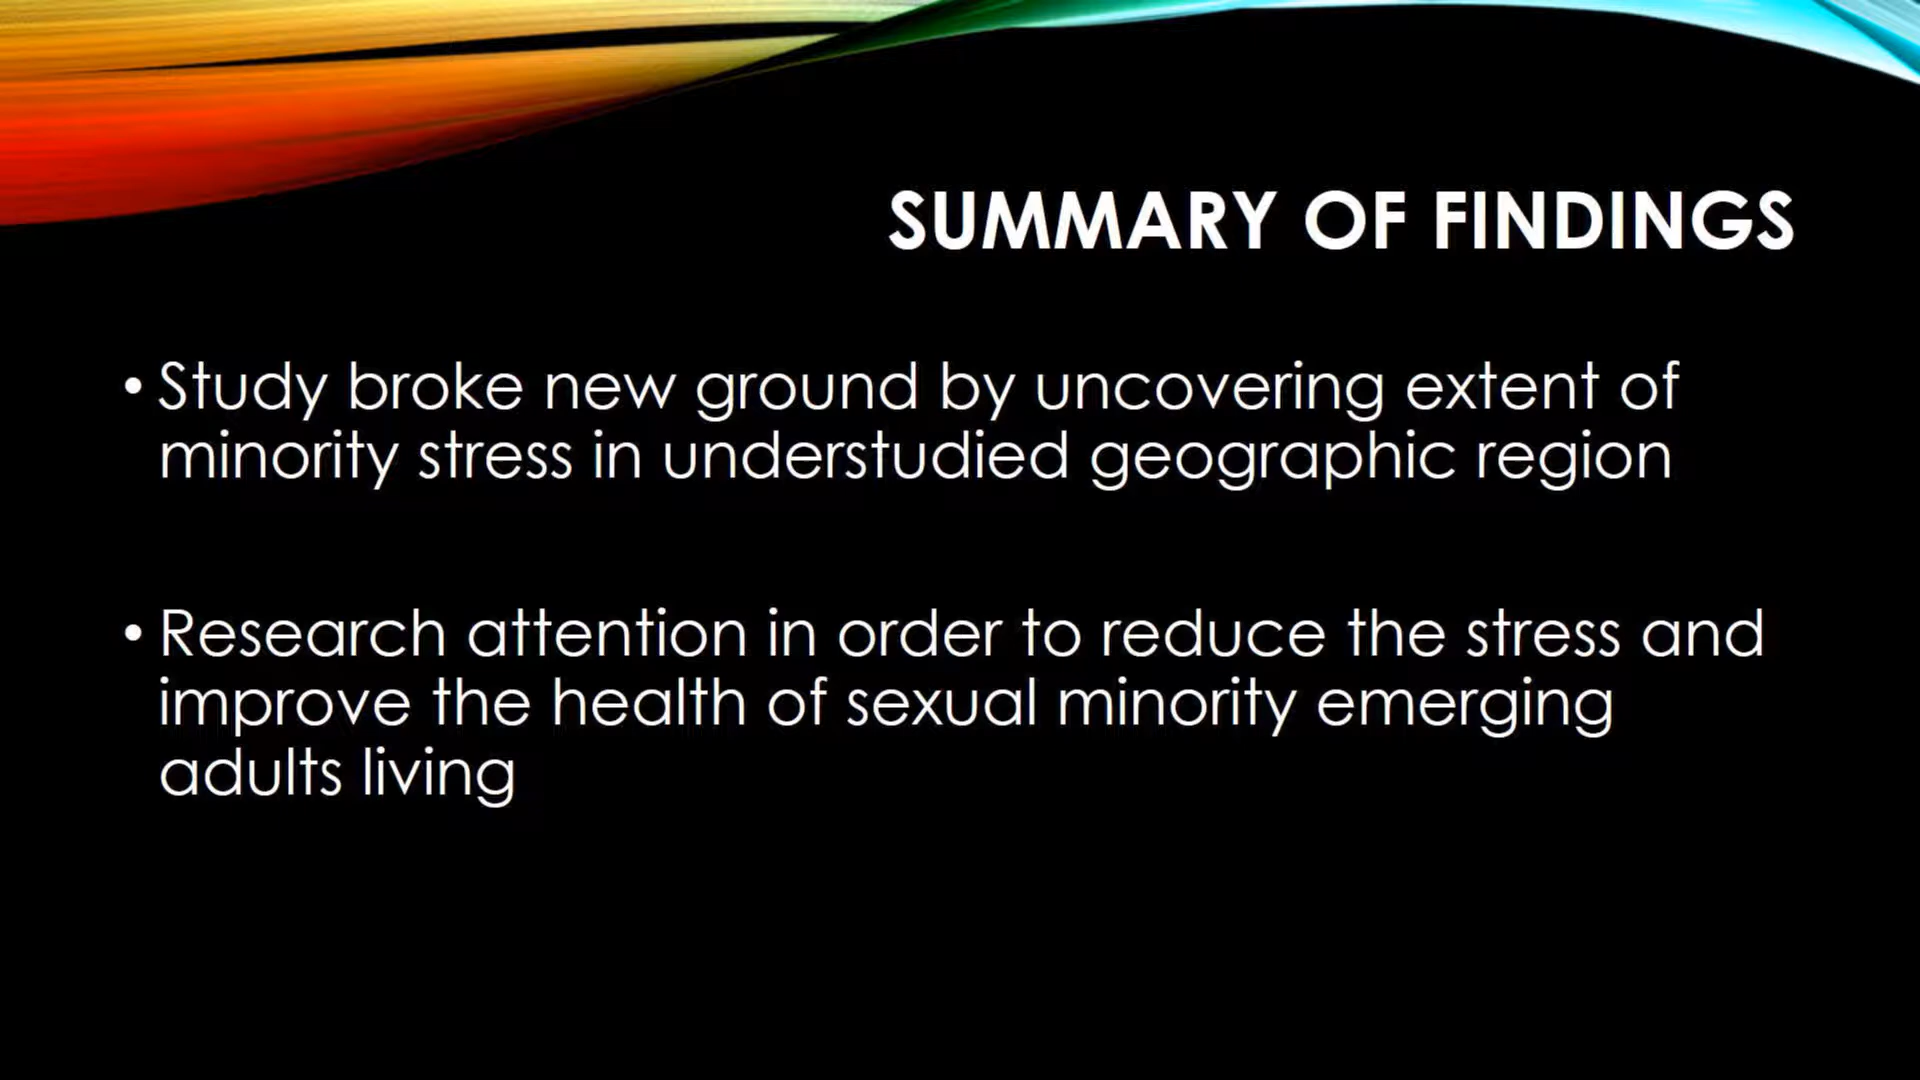 SUMMARY OF FINDINGS
• Study broke new ground by uncovering extent of
minority stress in understudied geographic region
• Research attention in order to reduce the stress and
improve the health of sexual minority emerging
adults living